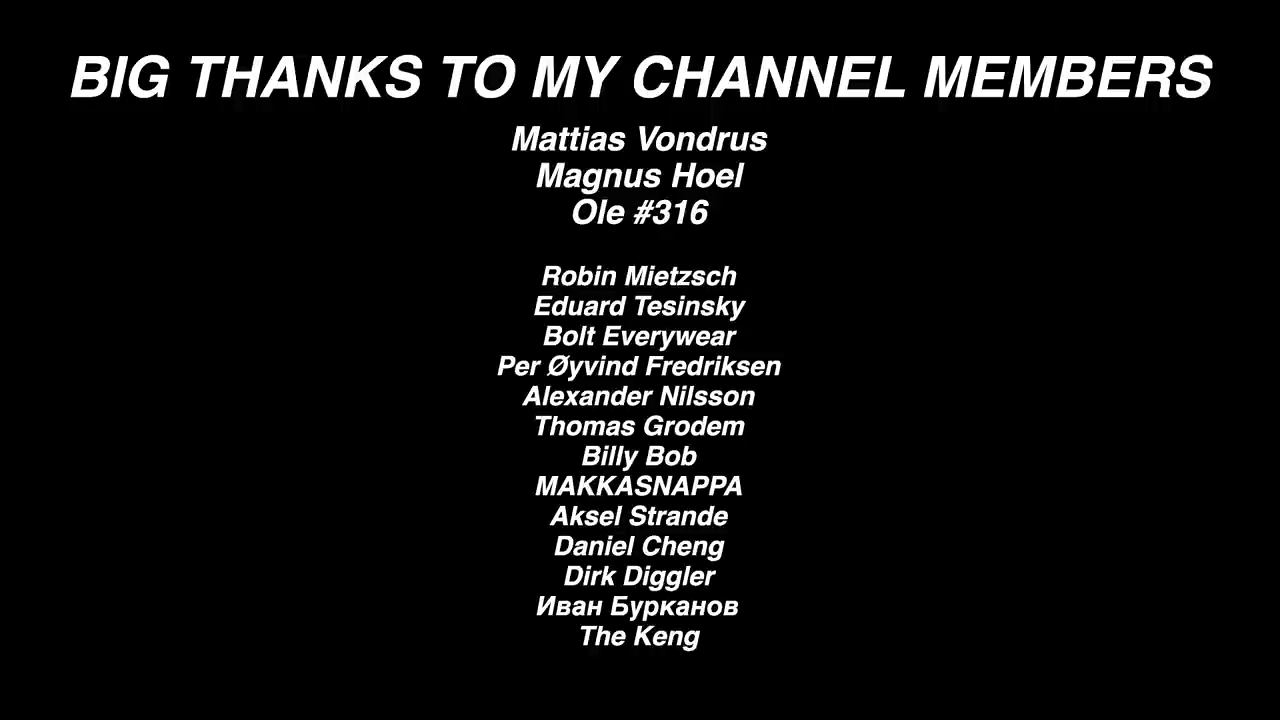 BIG THANKS TO MY CHANNEL MEMBERS
Mattias Vondrus
Magnus Hoel
Ole #316
Robin Mietzsch
Eduard Tesinsky
Bolt Everywear
Per Øyvind Fredriksen
Alexander Nilsson
Thomas Grodem
Billy Bob
MAKKASNAPPA
Aksel Strande
Daniel Cheng
Dirk Diggler
Иван Бурканов
The Keng